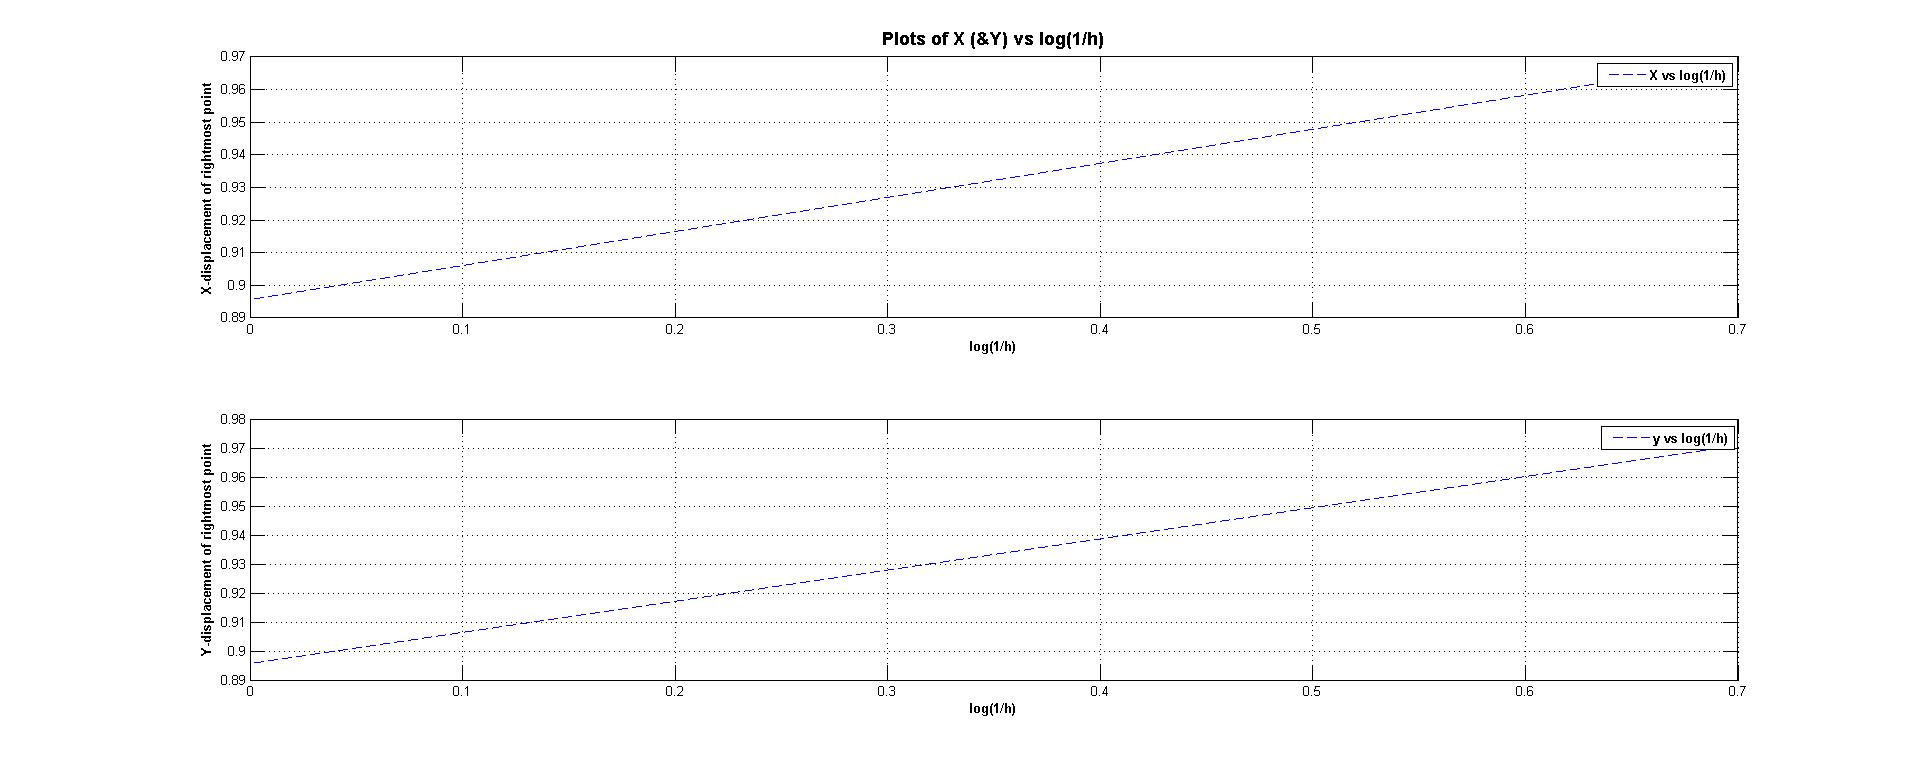 Plots of X (&Y) vs log(1/h)
X-displacement of rightmost point
0.97
0.96
0.95
0.94
0.93
0.92
0.91
0.9
0.89
X vs log(1/h)
0 0.1 0.2 0.3 0.4 0.5 0.6 0.7
log(1/h)
Y-displacement of rightmost point
0.98
0.97
0.96
0.95
0.94
0.93
0.92
0.91
0.9
0.89
y vs log(1/h)
0 0.1 0.2 0.3 0.4 0.5 0.6 0.7
log(1/h)